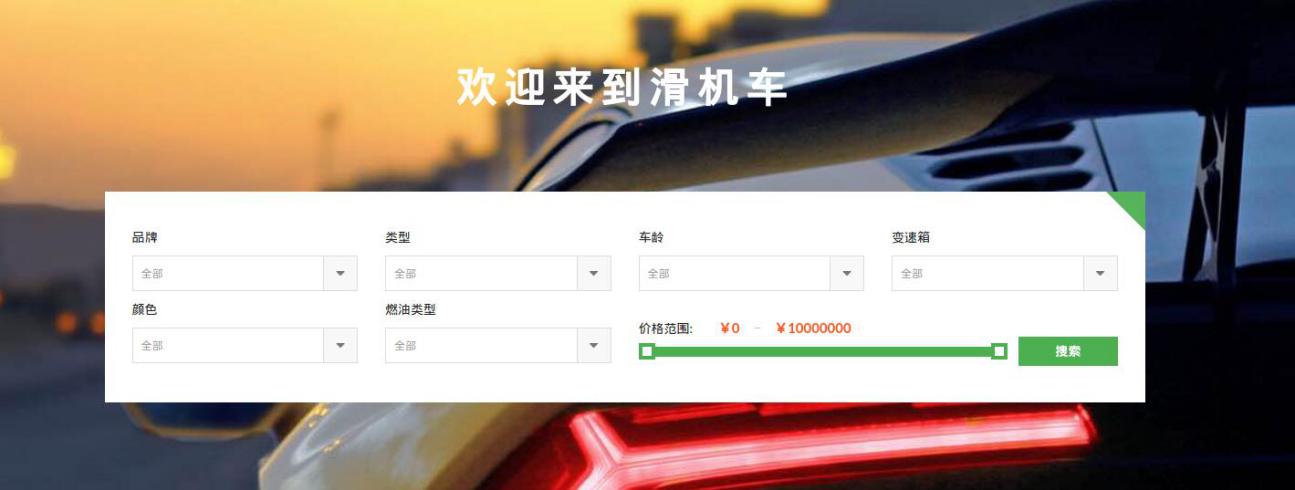 欢迎来到滑机车
品牌 类型 车龄 变速箱
全部 全部 全部 全部
颜色 燃油类型
价格范围: ￥0 – ￥10000000
全部 全部
搜索